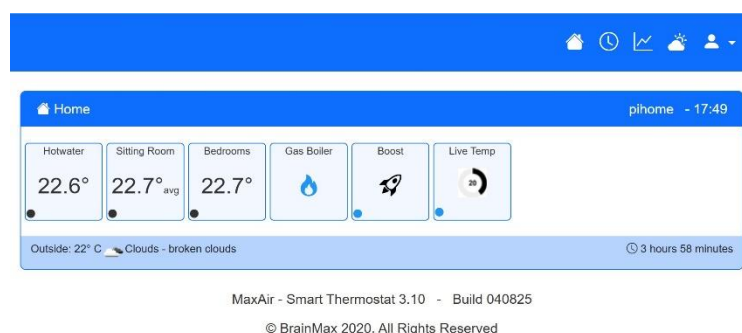 Home
pihome - 17:49
Hotwater
22.6°
Sitting Room
22.7°avg
Bedrooms
22.7°
Gas Boiler
Boost
Live Temp
20
Outside: 22° C Clouds - broken clouds
3 hours 58 minutes
MaxAir - Smart Thermostat 3.10 - Build 040825
© BrainMax 2020. All Rights Reserved